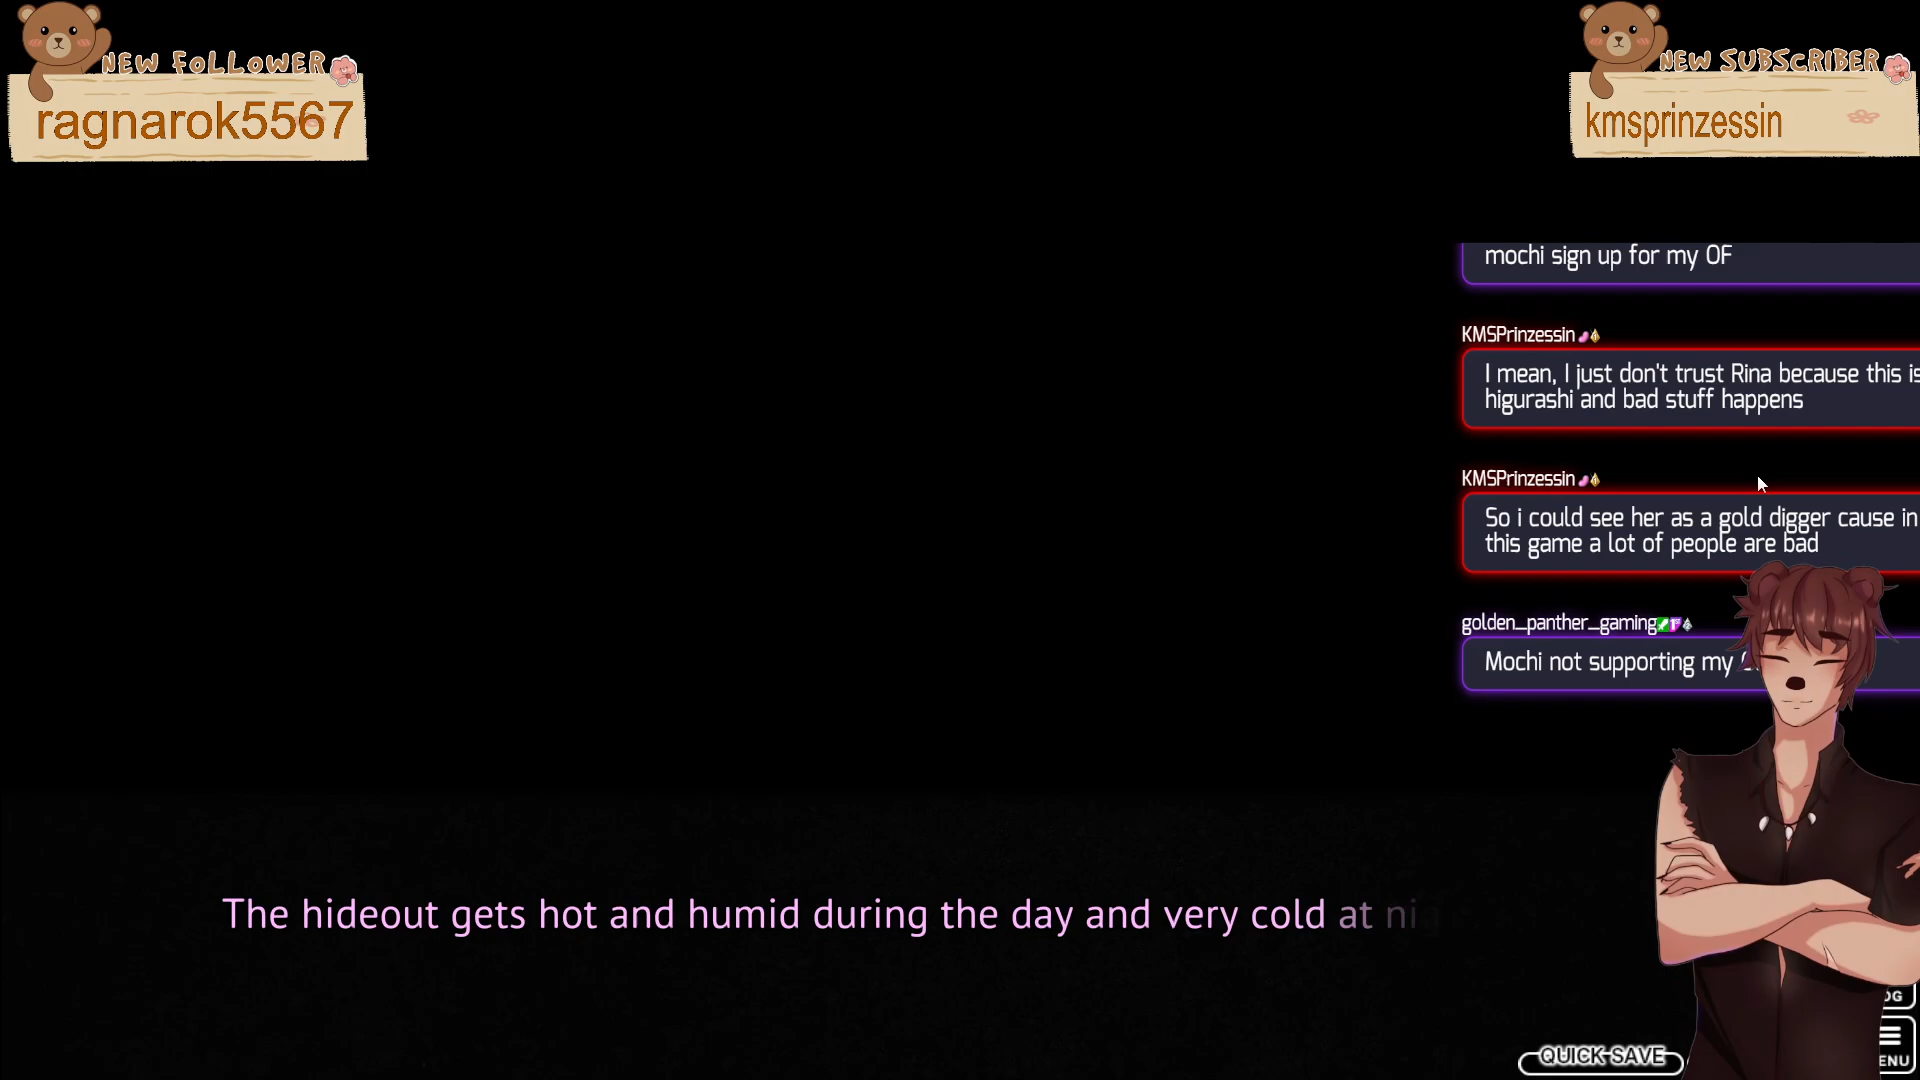 NEW FOLLOWER
ragnarok5567
NEW SUBSCRIBER
kmsprinzessin
mochi sign up for my OF
KMSPrinzessin
I mean, I just don't trust Rina because this is
higurashi and bad stuff happens
KMSPrinzessin
So i could see her as a gold digger cause in
this game a lot of people are bad
golden_panther_gaming
Mochi not supporting my
The hideout gets hot and humid during the day and very cold at
QUICK SAVE